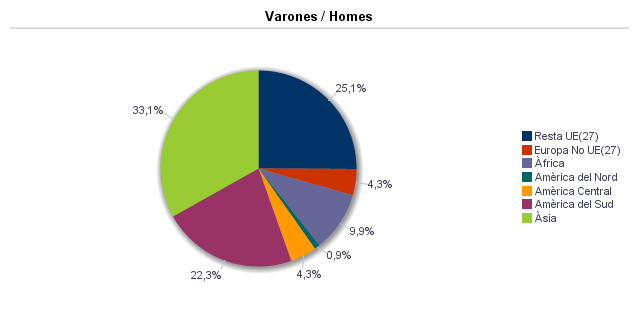 Varones / Homes
25,1%
33,1%
4,3%
9,9%
0,9%
4,3%
22,3%
Resta UE(27)
Europa No UE(27)
Àfrica
Amèrica del Nord
Amèrica Central
Amèrica del Sud
Àsia